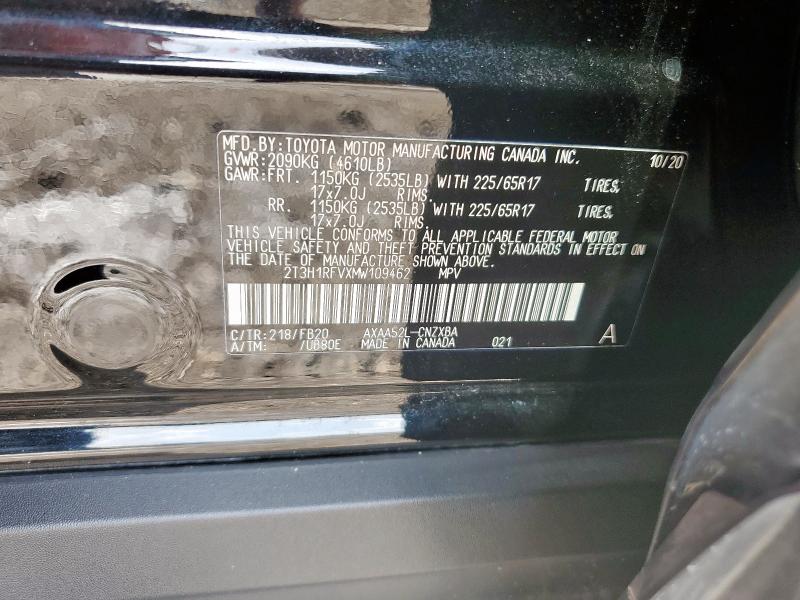 MFD.BY:TOYOTA MOTOR MANUFACTURING CANADA INC. 10/20
GVWR:2090KG (4610LB)
GAWR:FRT. 1150KG (2535LB) WITH 225/65R17 TIRES,
17x7.0J RIMS.
RR. 1150KG (2535LB) WITH 225/65R17 TIRES,
17x7.0J RIMS.
THIS VEHICLE CONFORMS TO ALL APPLICABLE FEDERAL MOTOR
VEHICLE SAFETY AND THEFT PREVENTION STANDARDS IN EFFECT ON
THE DATE OF MANUFACTURE SHOWN ABOVE.
2T3H1RFVXMW109462 MPV
C/TR:218/FB20 AXAA52L-CNZXBA
A/TM: /UB80E MADE IN CANADA 021 A